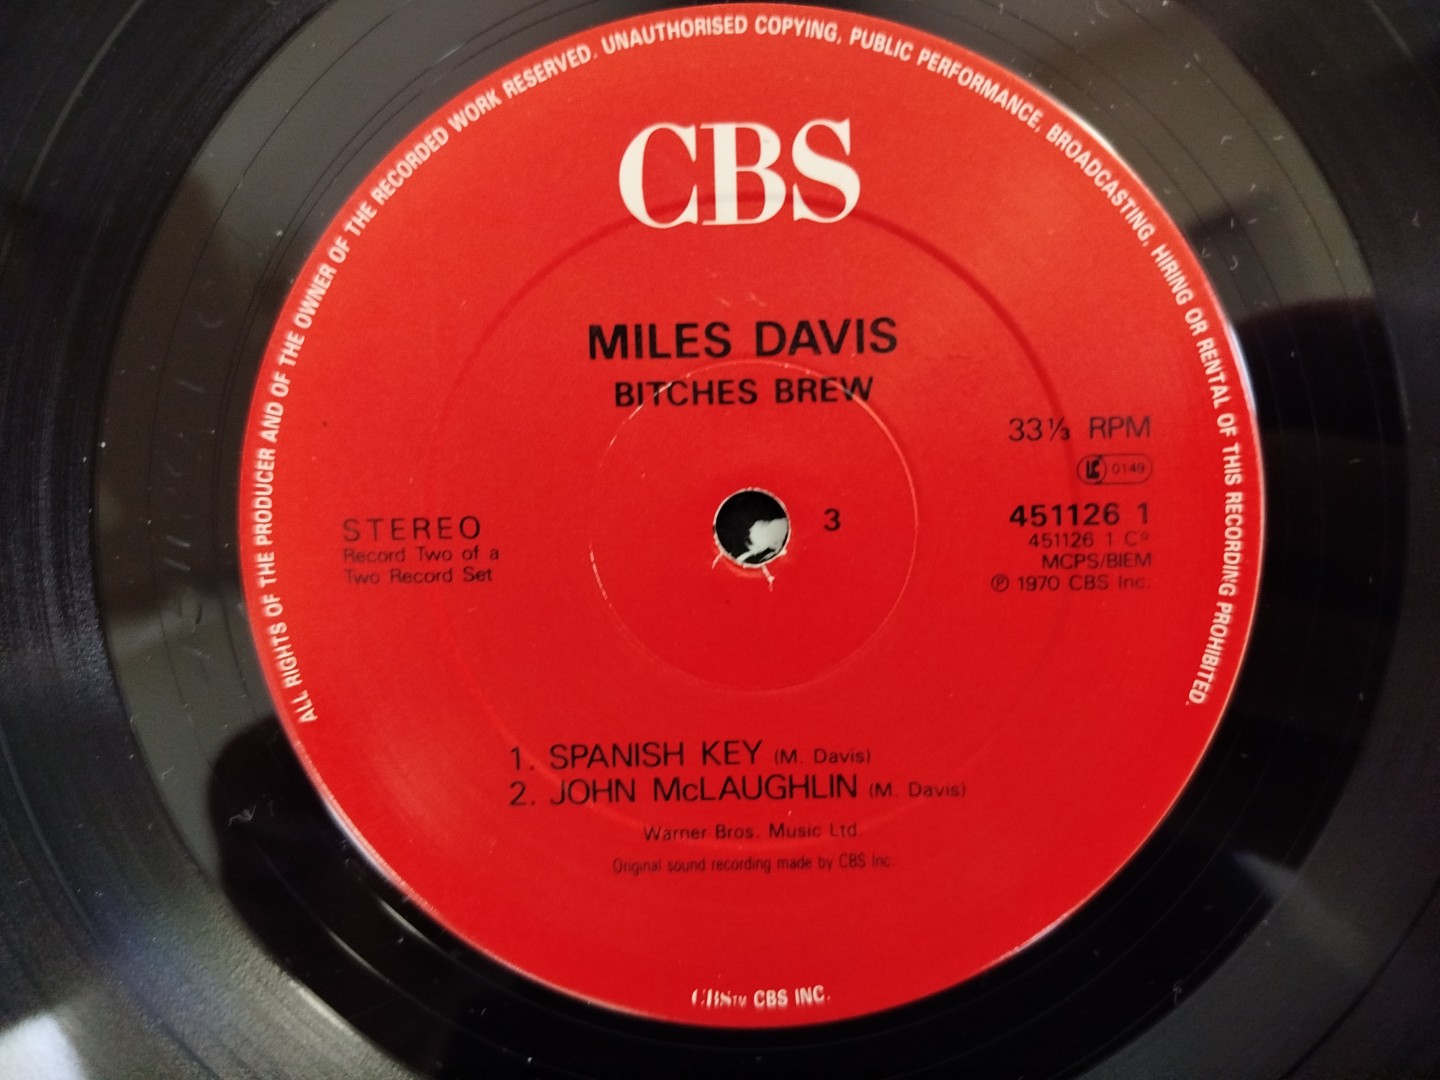 ALL RIGHTS OF THE PRODUCER AND OF THE OWNER OF THE RECORDED WORK RESERVED. UNAUTHORISED COPYING, PUBLIC PERFORMANCE, BROADCASTING, HIRING OR RENTAL OF THIS RECORDING PROHIBITED.
CBS
MILES DAVIS
BITCHES BREW
33⅓ RPM
LC 0149
STEREO
Record Two of a
Two Record Set
3
451126 1
451126 1 C°
MCPS/BIEM
℗ 1970 CBS Inc.
1. SPANISH KEY (M. Davis)
2. JOHN McLAUGHLIN (M. Davis)
Warner Bros. Music Ltd.
Original sound recording made by CBS Inc.
CBS™ CBS INC.